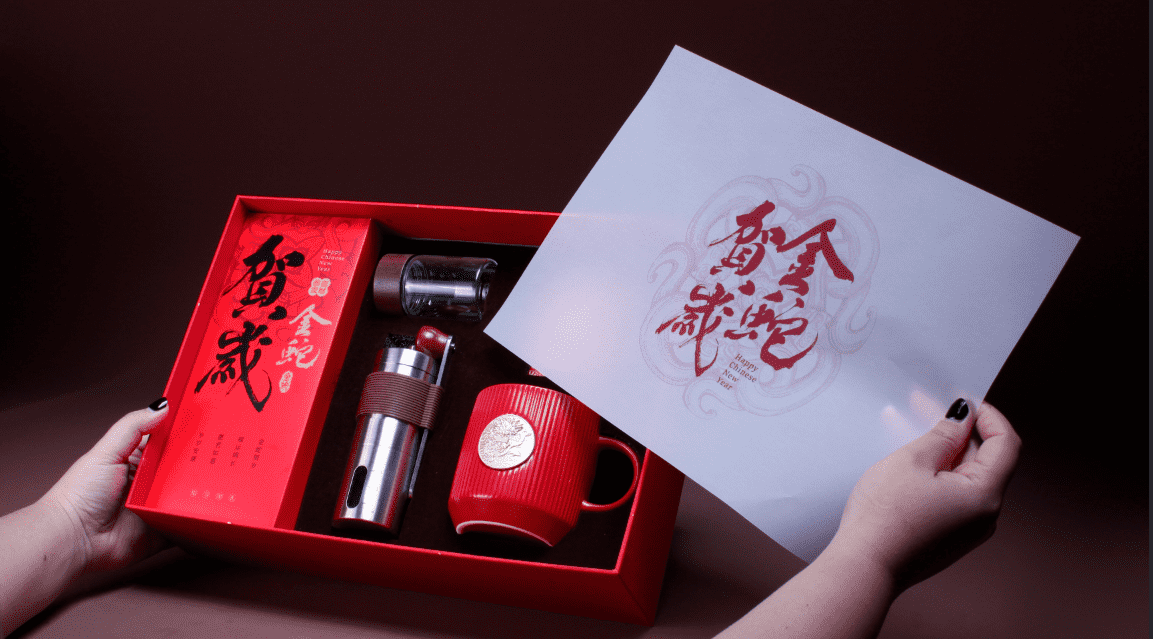 賀歲
Happy
Chinese
New
Year
金蛇
金蛇
賀歲
Happy
Chinese
New
Year